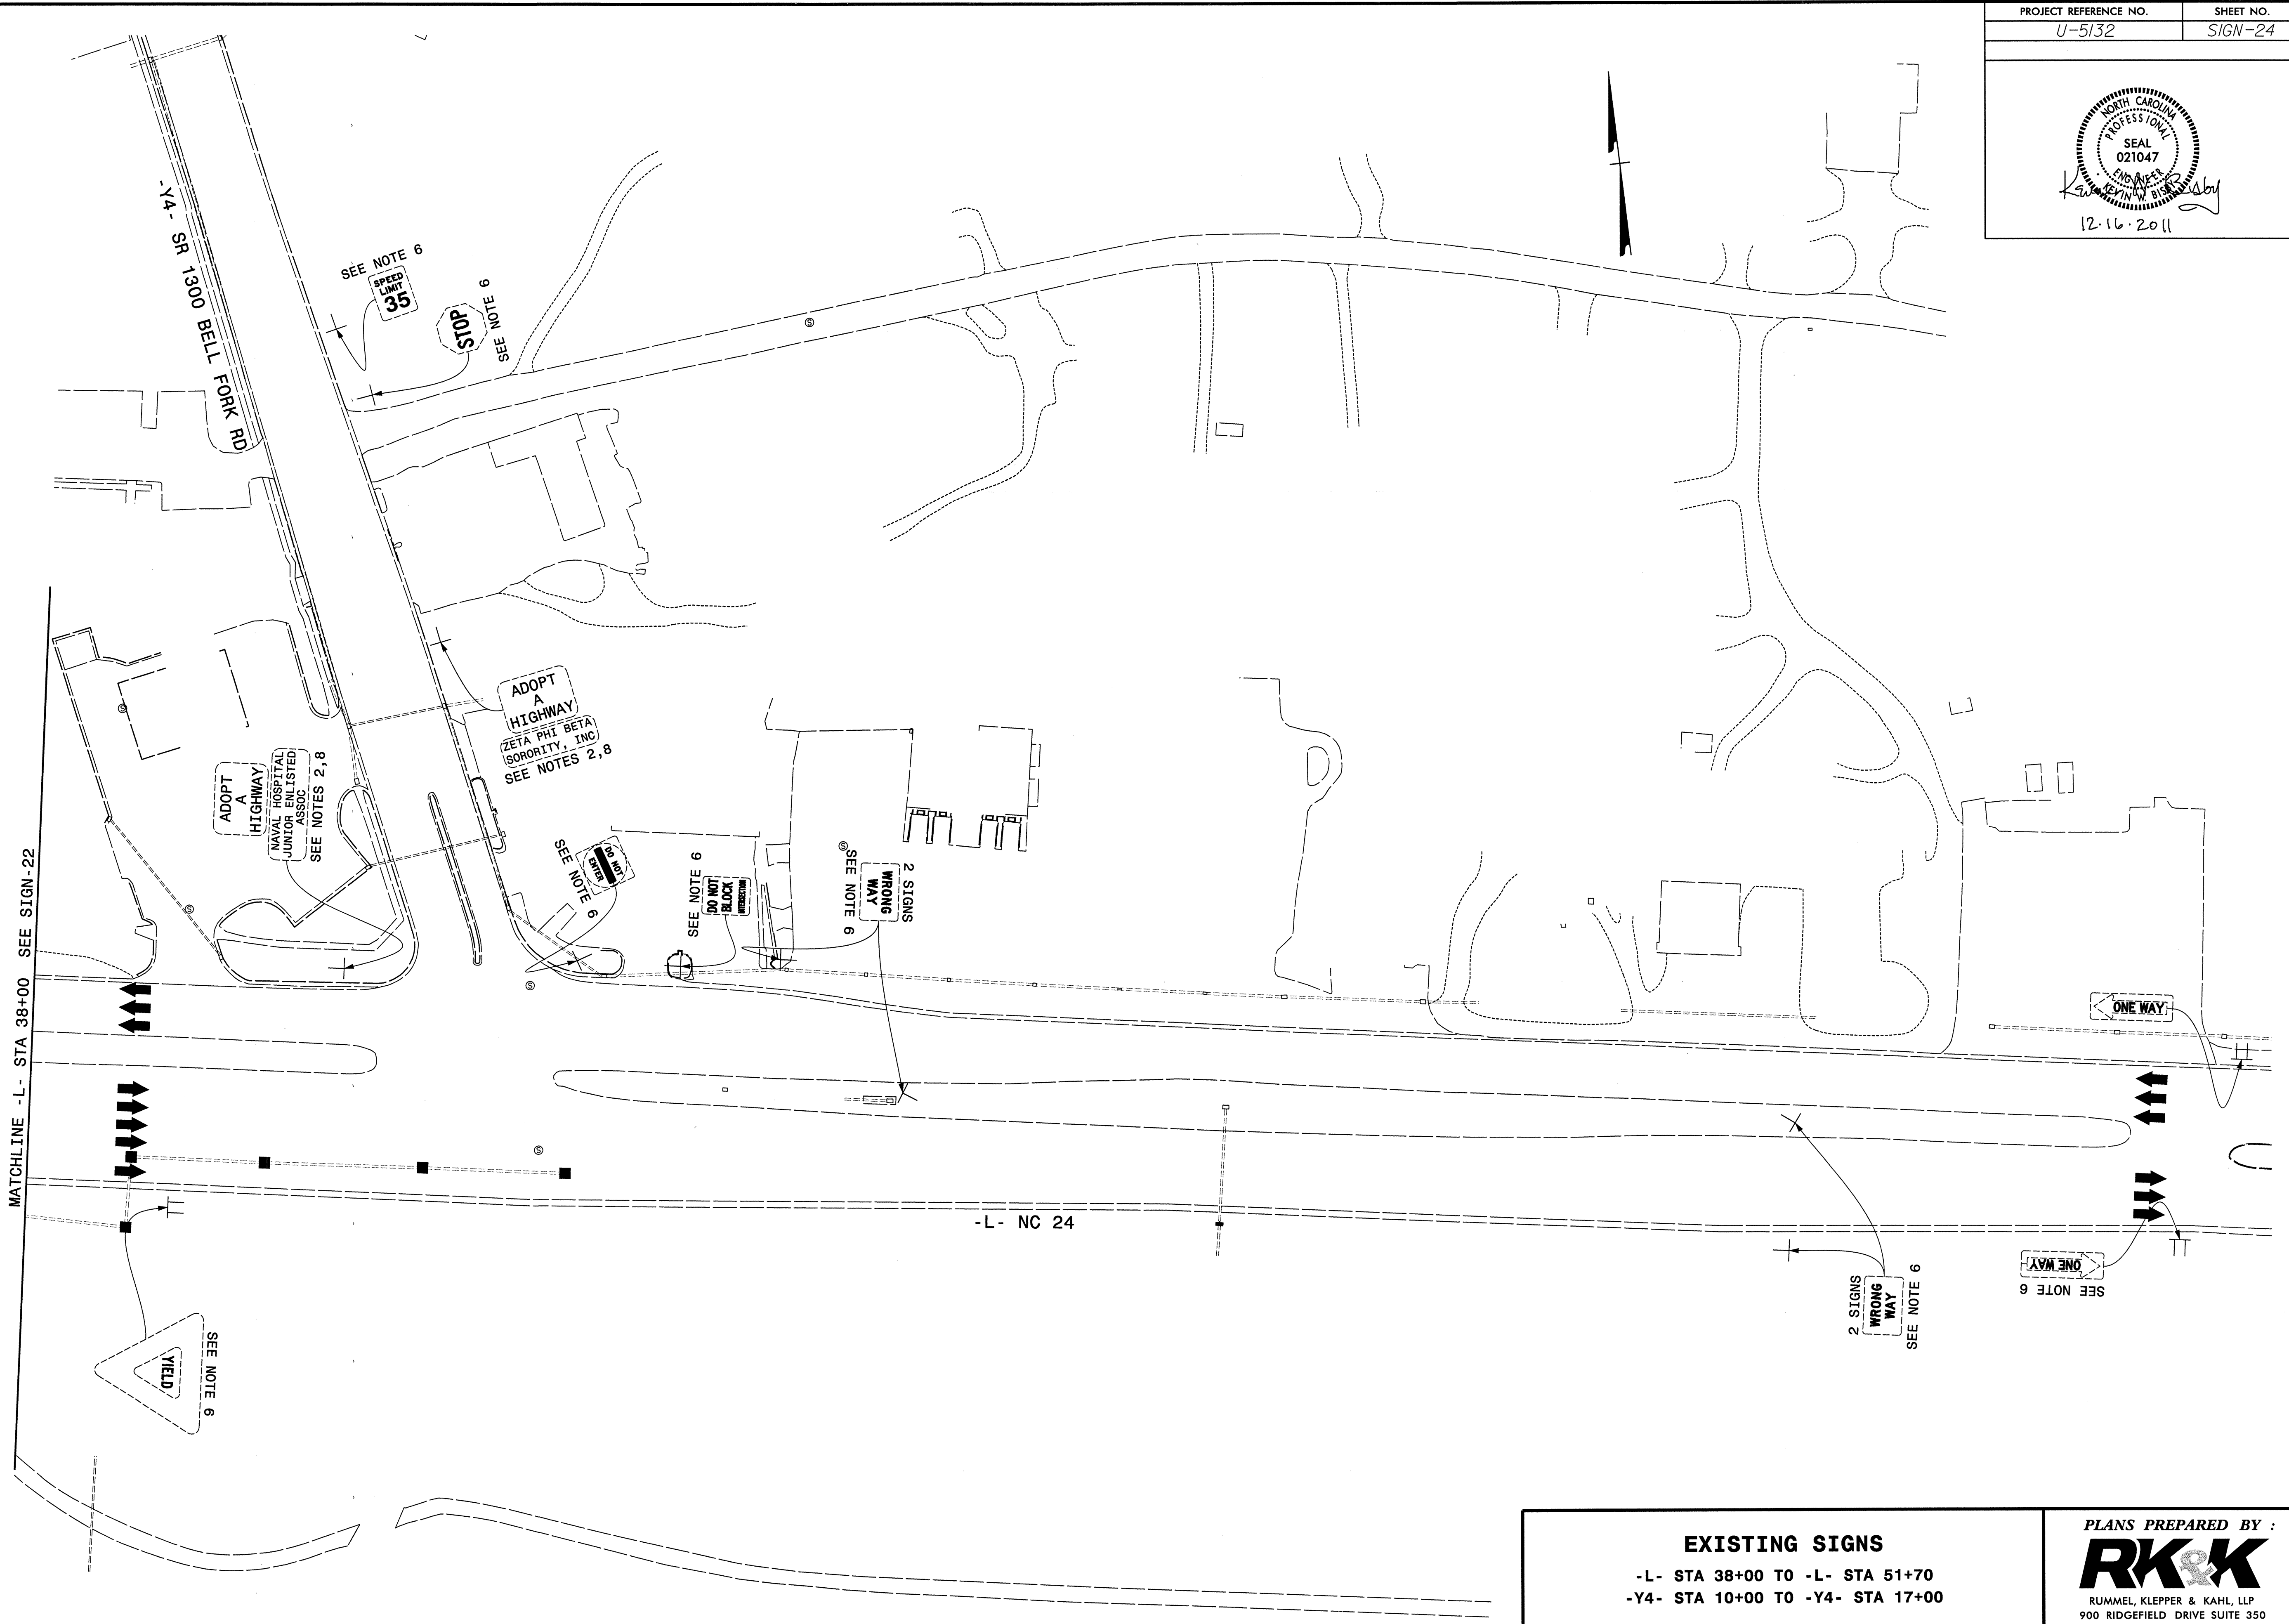 PROJECT REFERENCE NO.
SHEET NO.
U-5132
SIGN-24
NORTH CAROLINA
PROFESSIONAL
SEAL
021047
ENGINEER
KEVIN W. BISBY
12.16.2011
-Y4- SR 1300 BELL FORK RD
SEE NOTE 6
SPEED
LIMIT
35
STOP
SEE NOTE 6
ADOPT
A
HIGHWAY
ZETA PHI BETA
SORORITY, INC
SEE NOTES 2,8
ADOPT
A
HIGHWAY
NAVAL HOSPITAL
JUNIOR ENLISTED
ASSOC
SEE NOTES 2,8
DO NOT
ENTER
SEE NOTE 6
SEE NOTE 6
DO NOT
BLOCK
INTERSECTION
2 SIGNS
WRONG
WAY
SEE NOTE 6
S
S
S
S
S
S
MATCHLINE -L- STA 38+00 SEE SIGN-22
ONE WAY
-L- NC 24
2 SIGNS
WRONG
WAY
SEE NOTE 6
ONE WAY
SEE NOTE 6
YIELD
SEE NOTE 6
EXISTING SIGNS
-L- STA 38+00 TO -L- STA 51+70
-Y4- STA 10+00 TO -Y4- STA 17+00
PLANS PREPARED BY :
RK&K
RUMMEL, KLEPPER & KAHL, LLP
900 RIDGEFIELD DRIVE SUITE 350